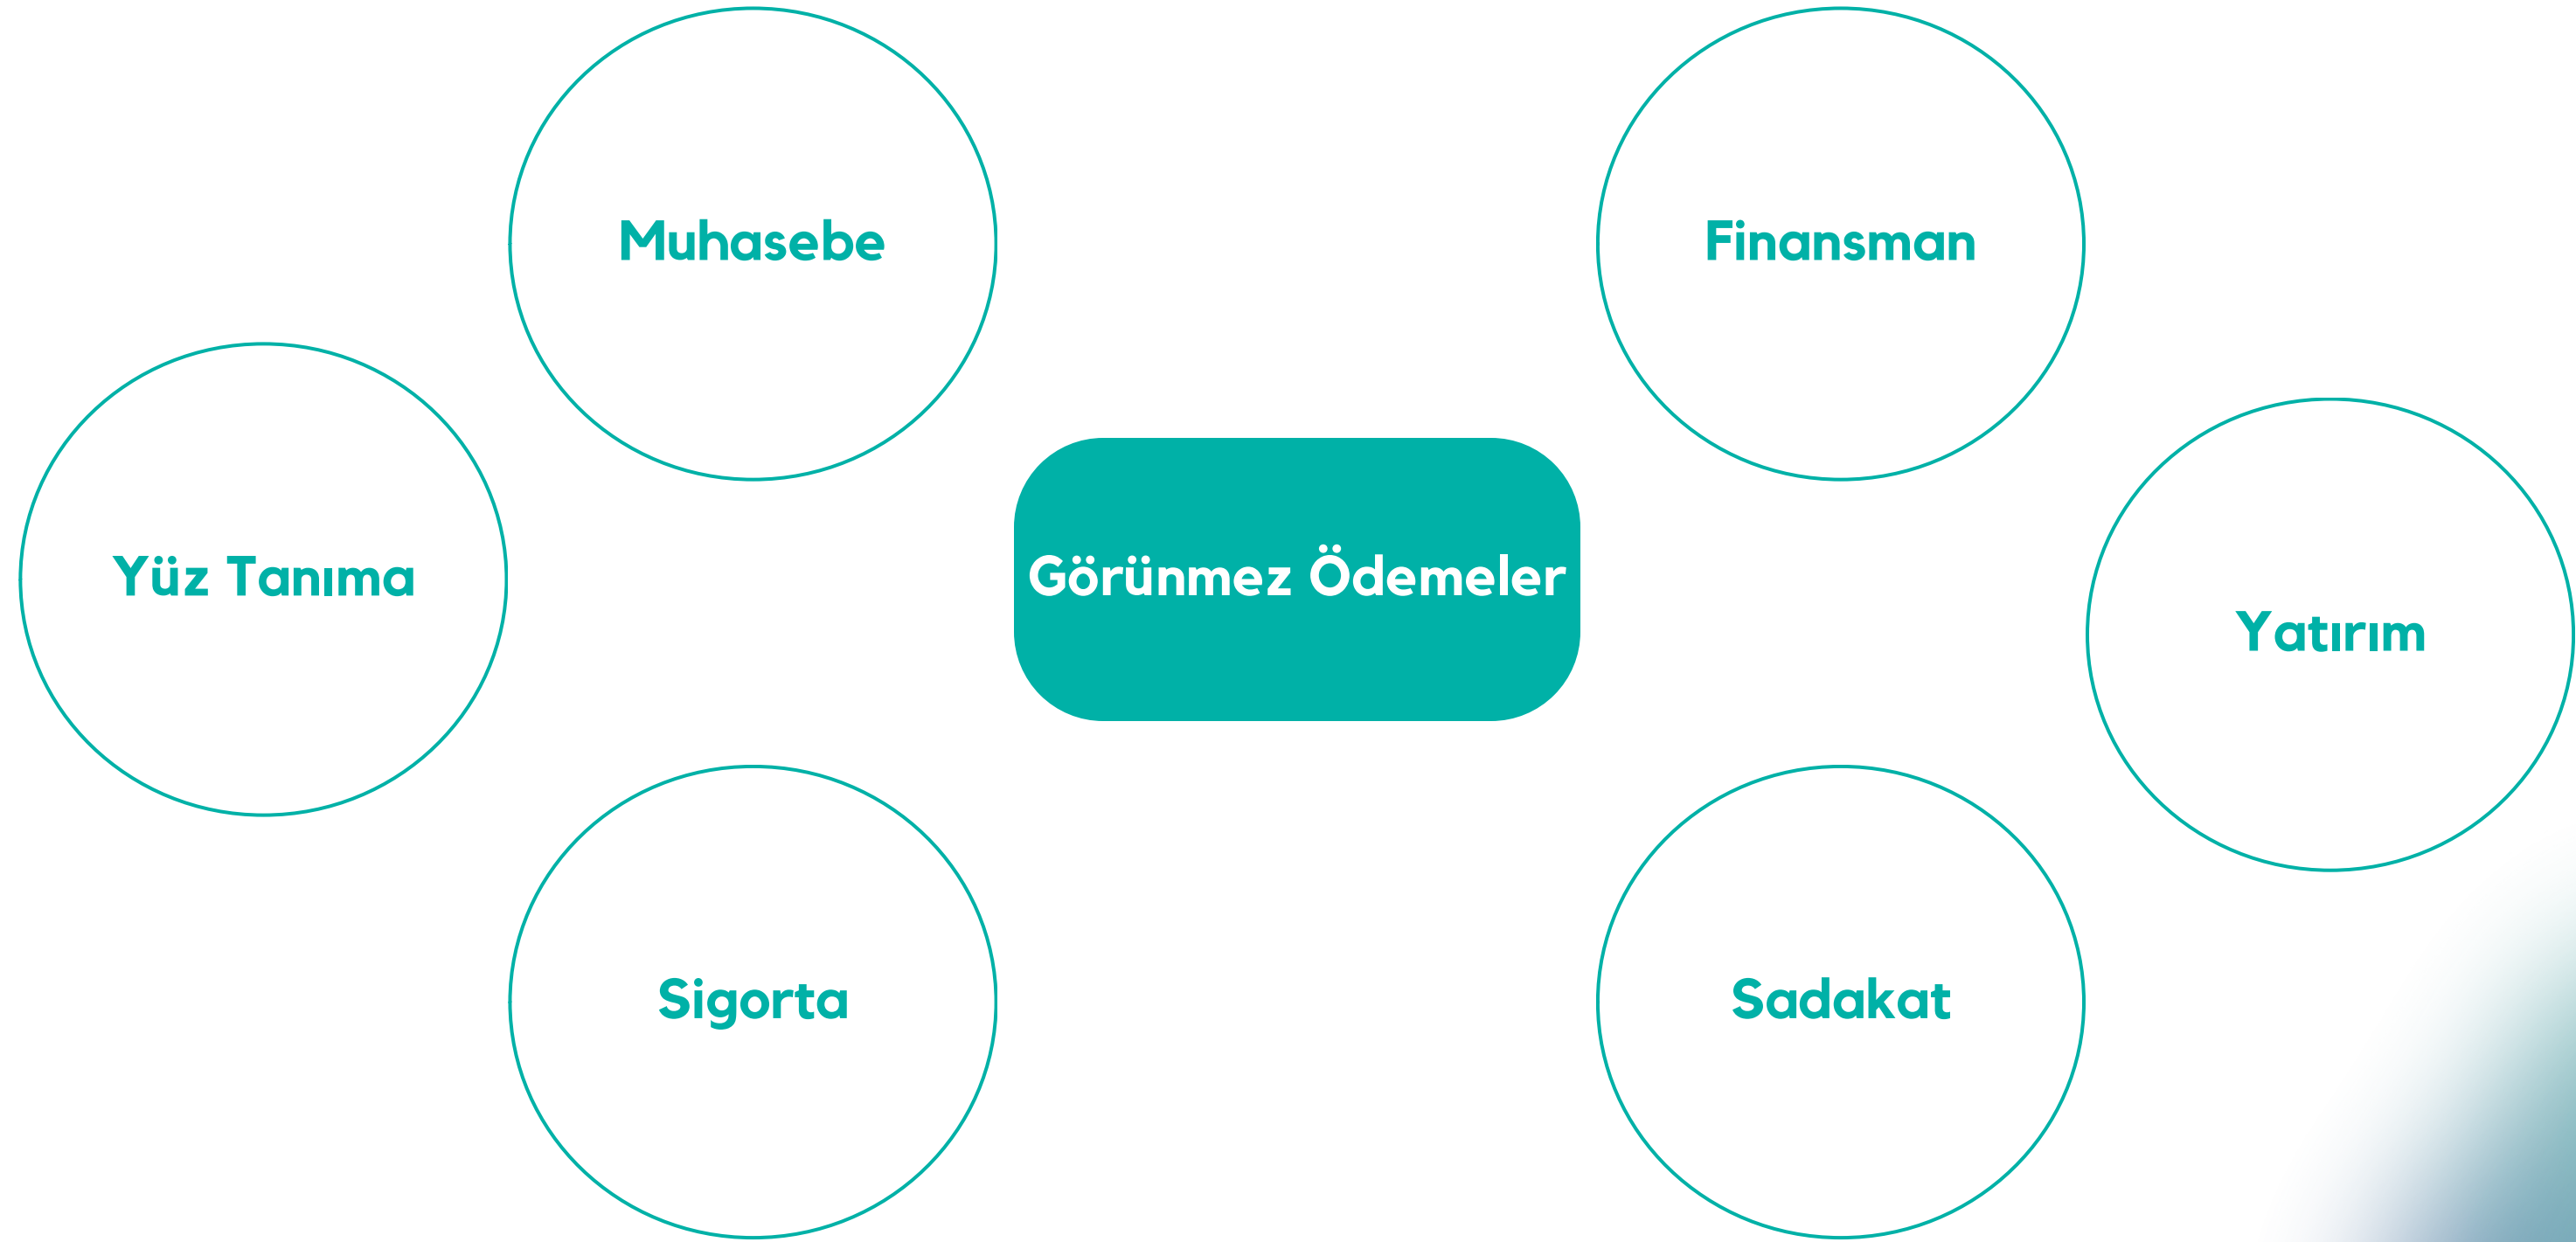 Muhasebe
Finansman
Yüz Tanıma
Görünmez Ödemeler
Yatırım
Sigorta
Sadakat